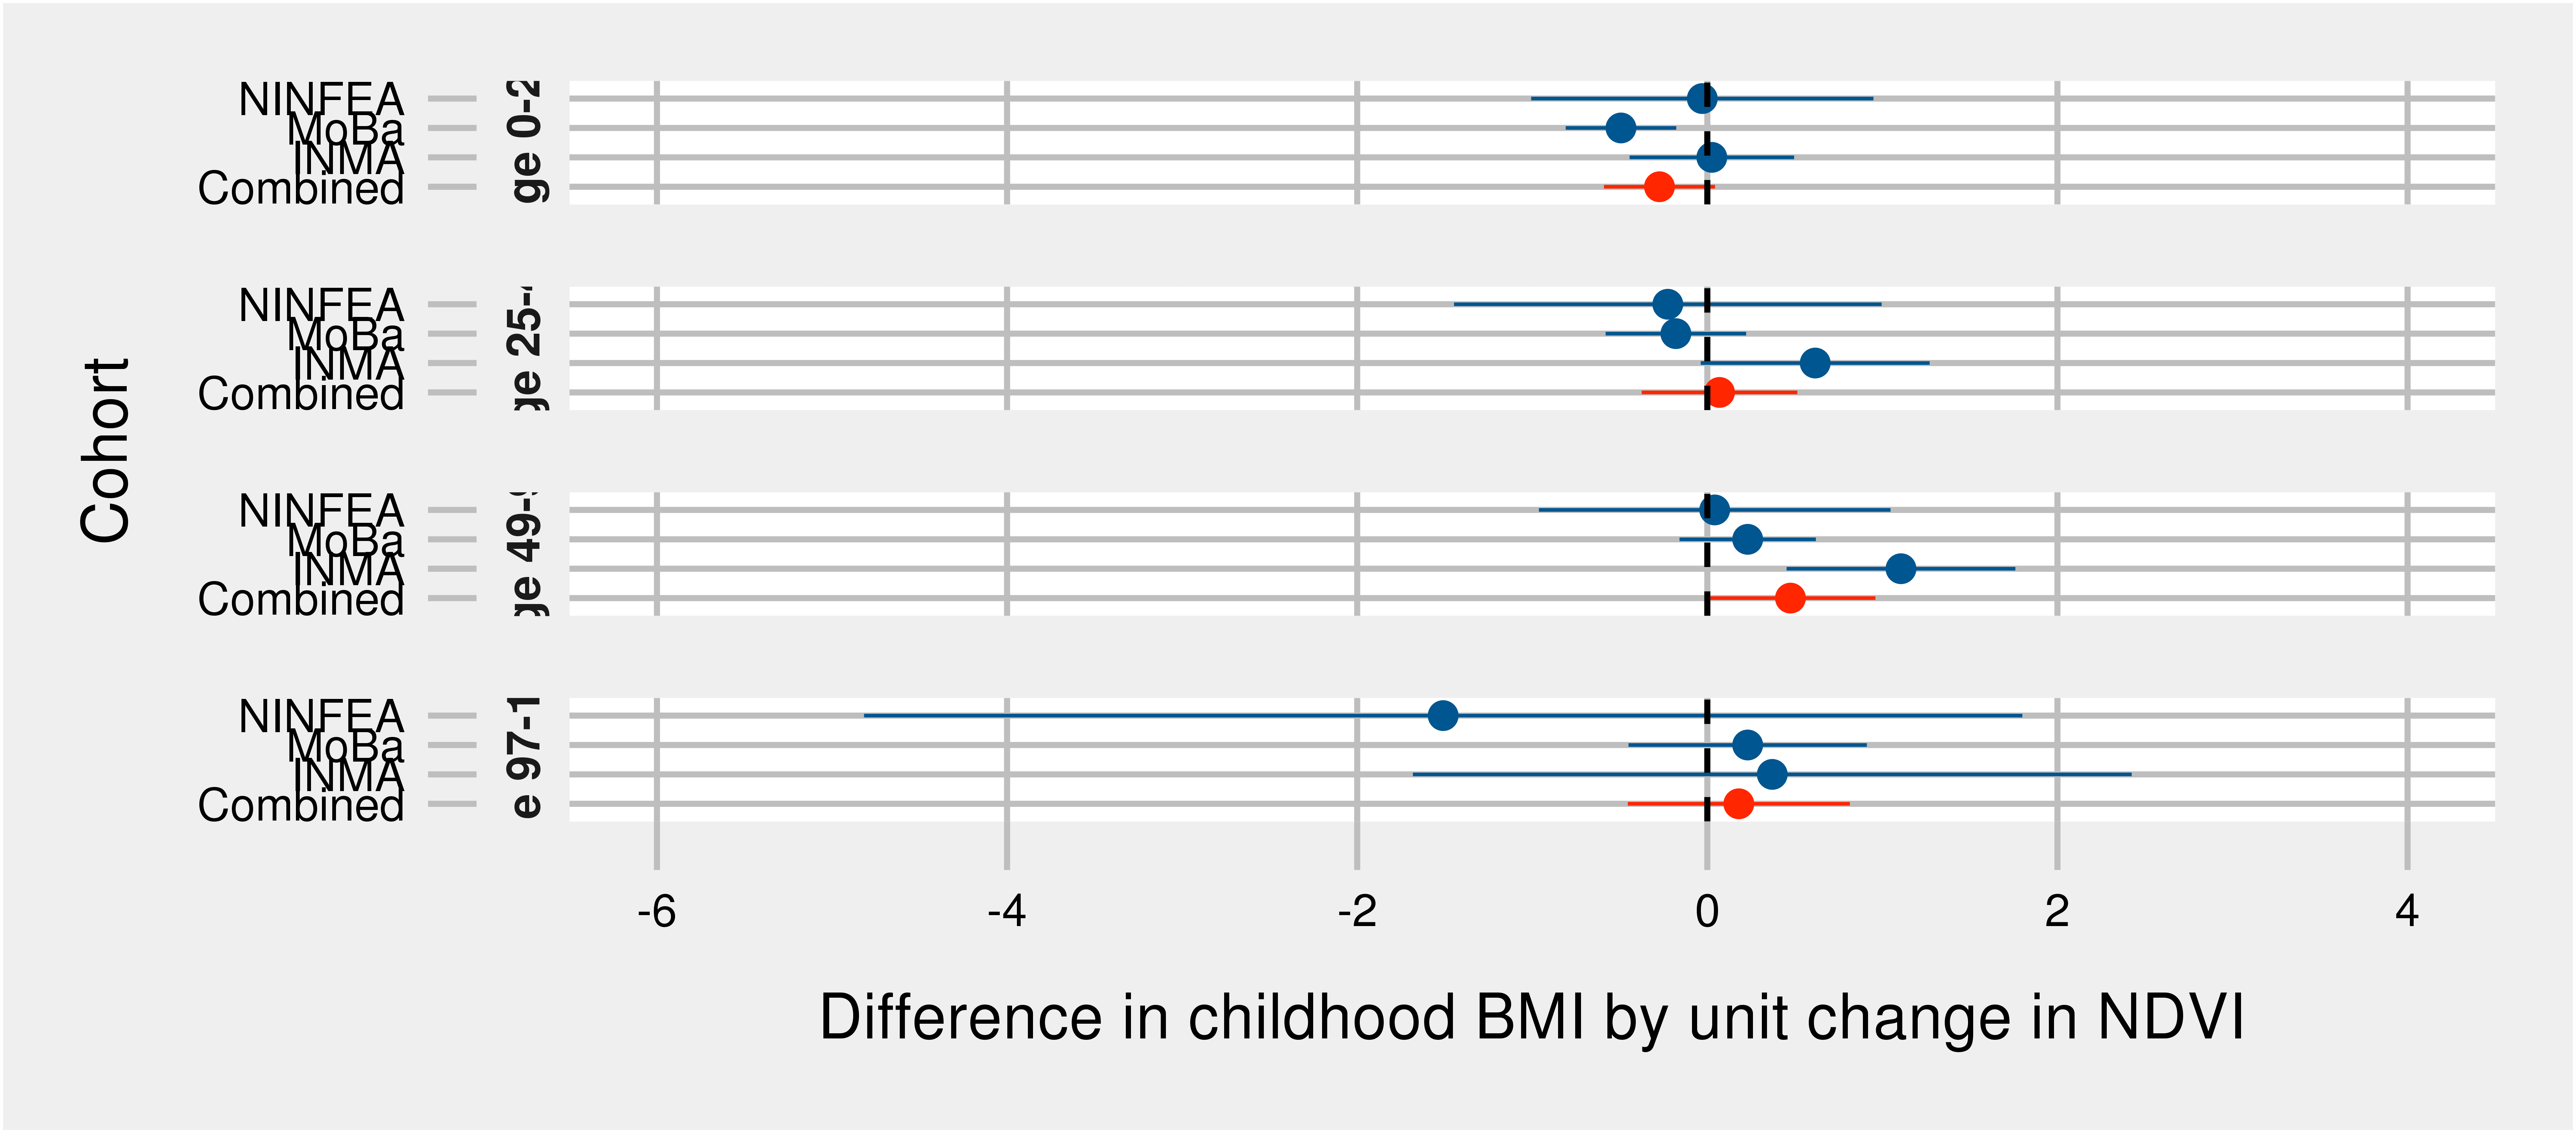 NINFEA
MoBa
INMA
Combined
ge 0-2
NINFEA
MoBa
INMA
Combined
ge 25-
NINFEA
MoBa
INMA
Combined
ge 49-
NINFEA
MoBa
INMA
Combined
e 97-1
Cohort
-6 -4 -2 0 2 4
Difference in childhood BMI by unit change in NDVI